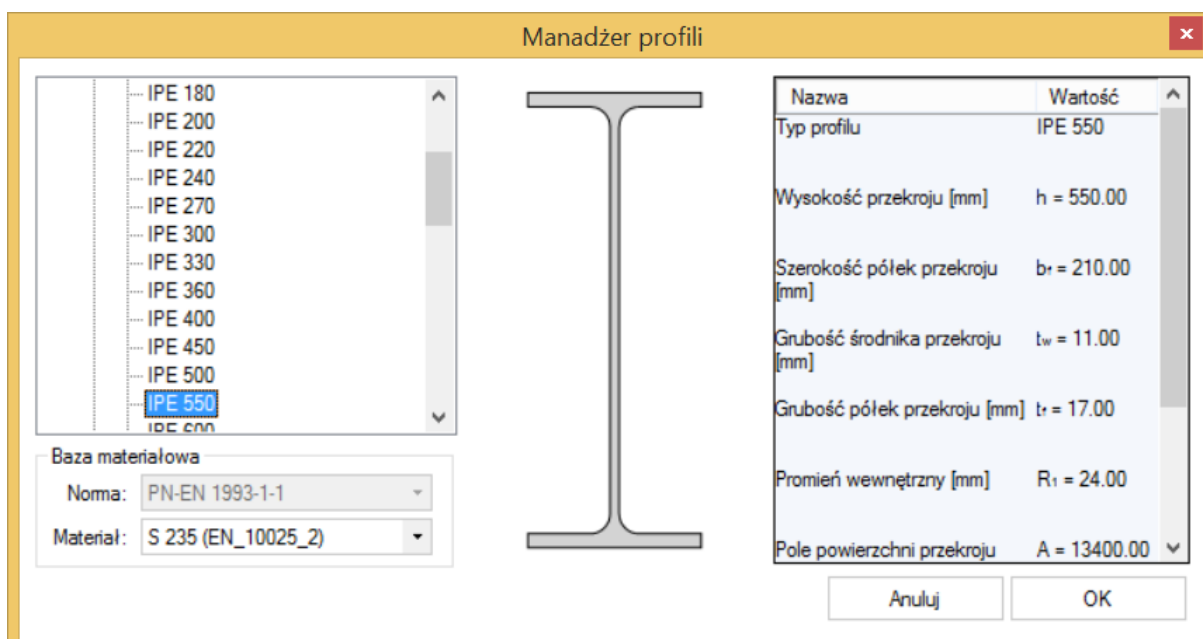 Manadżer profili
IPE 180
IPE 200
IPE 220
IPE 240
IPE 270
IPE 300
IPE 330
IPE 360
IPE 400
IPE 450
IPE 500
IPE 550
IPE 600
Baza materiałowa
Norma: PN-EN 1993-1-1
Materiał: S 235 (EN_10025_2)
Nazwa Wartość
Typ profilu IPE 550
Wysokość przekroju [mm] h = 550.00
Szerokość półek przekroju bf = 210.00
[mm]
Grubość środnika przekroju tw = 11.00
[mm]
Grubość półek przekroju [mm] tf = 17.00
Promień wewnętrzny [mm] R1 = 24.00
Pole powierzchni przekroju A = 13400.00
Anuluj OK